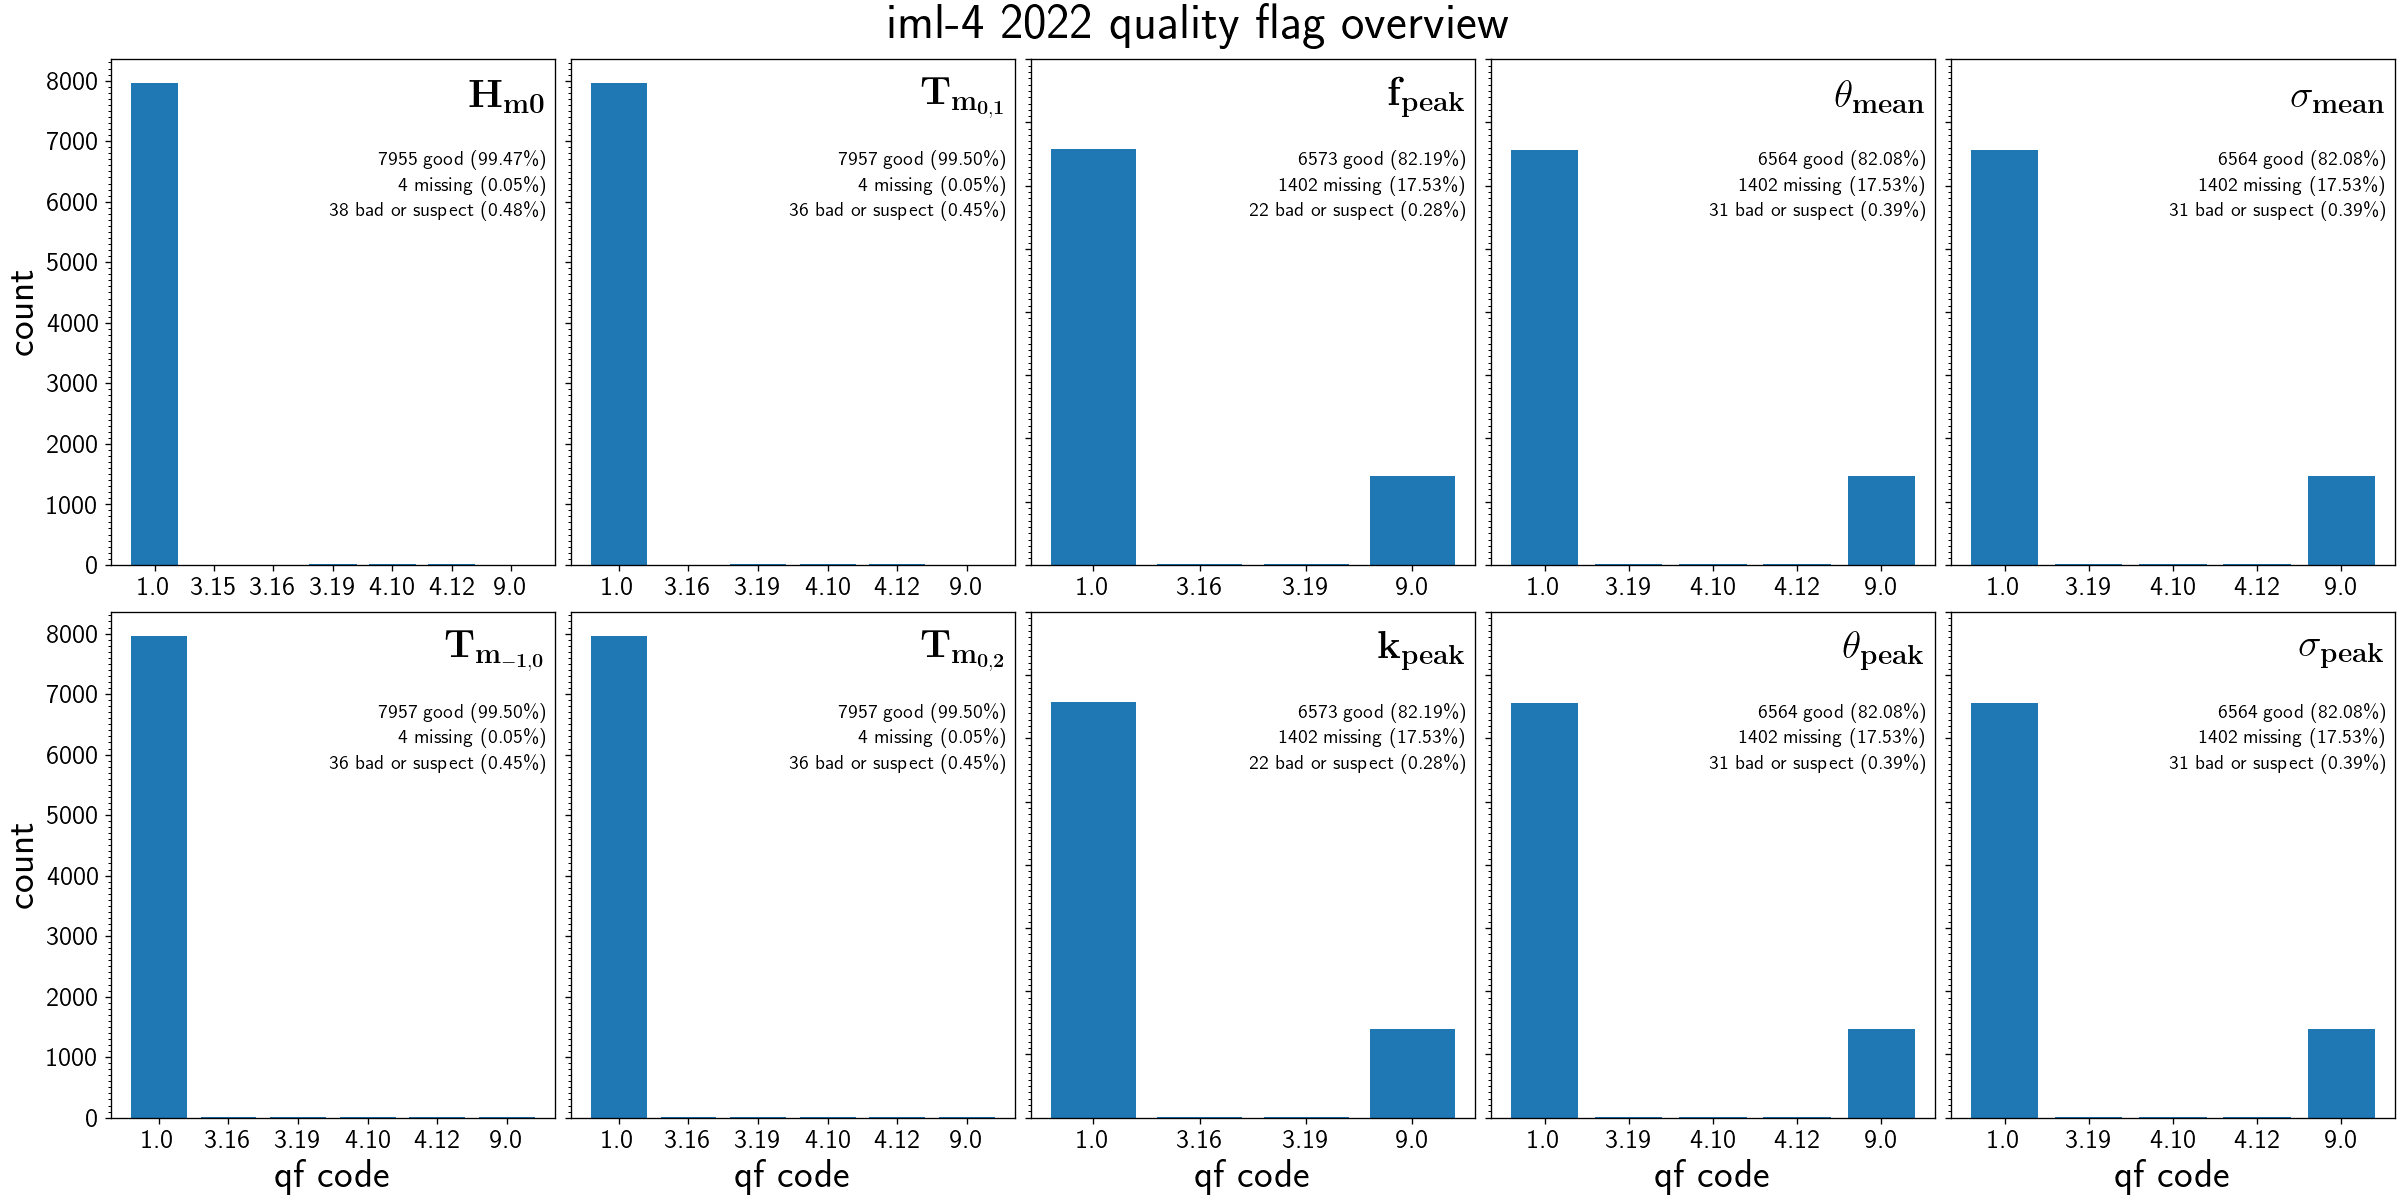 iml-4 2022 quality flag overview
H_m0
7955 good (99.47%)
4 missing (0.05%)
38 bad or suspect (0.48%)
count
8000
7000
6000
5000
4000
3000
2000
1000
0
1.0 3.15 3.16 3.19 4.10 4.12 9.0
T_m_0,1
7957 good (99.50%)
4 missing (0.05%)
36 bad or suspect (0.45%)
1.0 3.16 3.19 4.10 4.12 9.0
f_peak
6573 good (82.19%)
1402 missing (17.53%)
22 bad or suspect (0.28%)
1.0 3.16 3.19 9.0
θ_mean
6564 good (82.08%)
1402 missing (17.53%)
31 bad or suspect (0.39%)
1.0 3.19 4.10 4.12 9.0
σ_mean
6564 good (82.08%)
1402 missing (17.53%)
31 bad or suspect (0.39%)
1.0 3.19 4.10 4.12 9.0
T_m_−1,0
7957 good (99.50%)
4 missing (0.05%)
36 bad or suspect (0.45%)
count
8000
7000
6000
5000
4000
3000
2000
1000
0
1.0 3.16 3.19 4.10 4.12 9.0
qf code
T_m_0,2
7957 good (99.50%)
4 missing (0.05%)
36 bad or suspect (0.45%)
1.0 3.16 3.19 4.10 4.12 9.0
qf code
k_peak
6573 good (82.19%)
1402 missing (17.53%)
22 bad or suspect (0.28%)
1.0 3.16 3.19 9.0
qf code
θ_peak
6564 good (82.08%)
1402 missing (17.53%)
31 bad or suspect (0.39%)
1.0 3.19 4.10 4.12 9.0
qf code
σ_peak
6564 good (82.08%)
1402 missing (17.53%)
31 bad or suspect (0.39%)
1.0 3.19 4.10 4.12 9.0
qf code